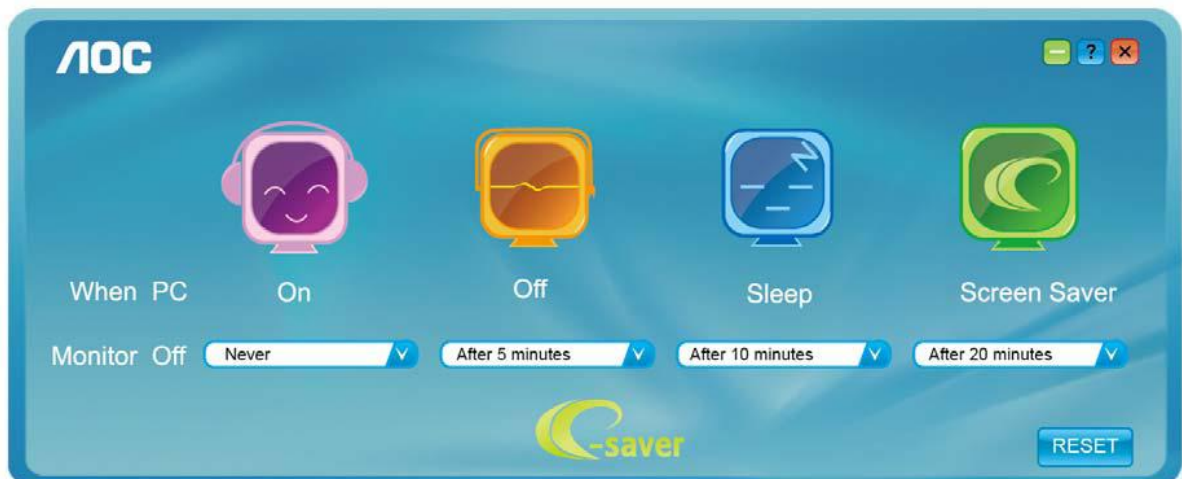 AOC
?
When PC On Off Sleep Screen Saver
Monitor Off Never After 5 minutes After 10 minutes After 20 minutes
e-saver
RESET